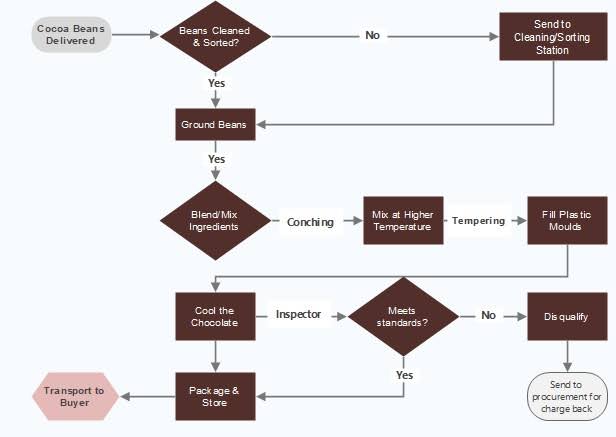 Cocoa Beans
Delivered
Beans Cleaned
& Sorted?
No
Send to
Cleaning/Sorting
Station
Yes
Ground Beans
Yes
Blend/Mix
Ingredients
Conching
Mix at Higher
Temperature
Tempering
Fill Plastic
Moulds
Cool the
Chocolate
Inspector
Meets
standards?
No
Disqualify
Yes
Transport to
Buyer
Package &
Store
Send to
procurement for
charge back